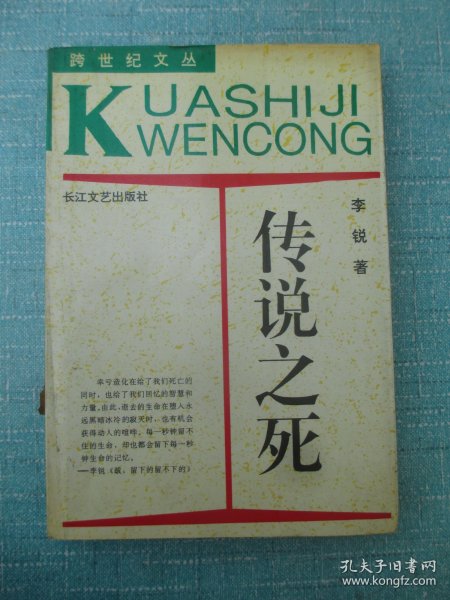 跨世纪文丛
KUASHIJI
WENCONG
长江文艺出版社
李锐著
传说之死
幸亏造化在给了我们死亡的
同时，也给了我们回忆的智慧和
力量。由此，逝去的生命在堕入永
远黑暗冰冷的寂灭时，也有机会
获得动人的喧哗。每一秒钟留不
住的生命，却也都会留下每一秒
钟生命的记忆。
——李锐《跋：留下的留不下的》
孔夫子旧书网
www.kongfz.com